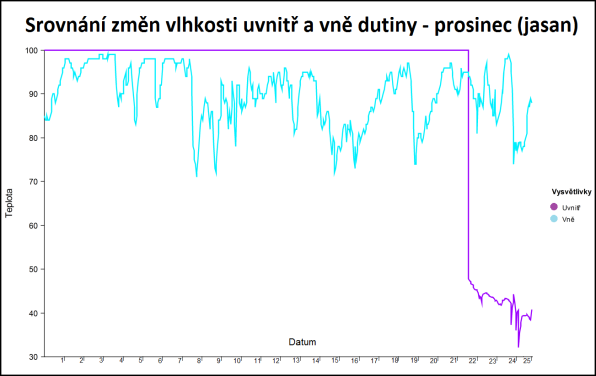 Srovnání změn vlhkosti uvnitř a vně dutiny - prosinec (jasan)
100
90
80
70
60
50
40
30
Teplota
Datum
1 2 3 4 5 6 7 8 9 10 11 12 13 14 15 16 17 18 19 20 21 22 23 24 25
Vysvětlivky
Uvnitř
Vně